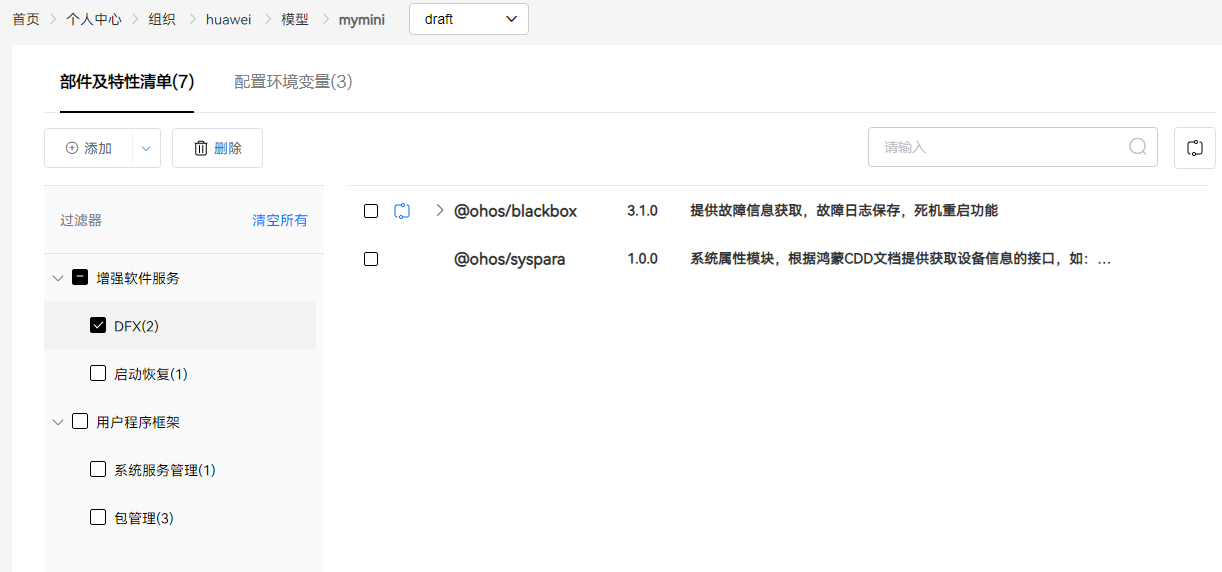 首页 > 个人中心 > 组织 > huawei > 模型 > mymini draft
部件及特性清单(7) 配置环境变量(3)
添加 删除 请输入
过滤器 清空所有
@ohos/blackbox 3.1.0 提供故障信息获取，故障日志保存，死机重启功能
@ohos/syspara 1.0.0 系统属性模块，根据鸿蒙CDD文档提供获取设备信息的接口，如：...
增强软件服务
DFX(2)
启动恢复(1)
用户程序框架
系统服务管理(1)
包管理(3)